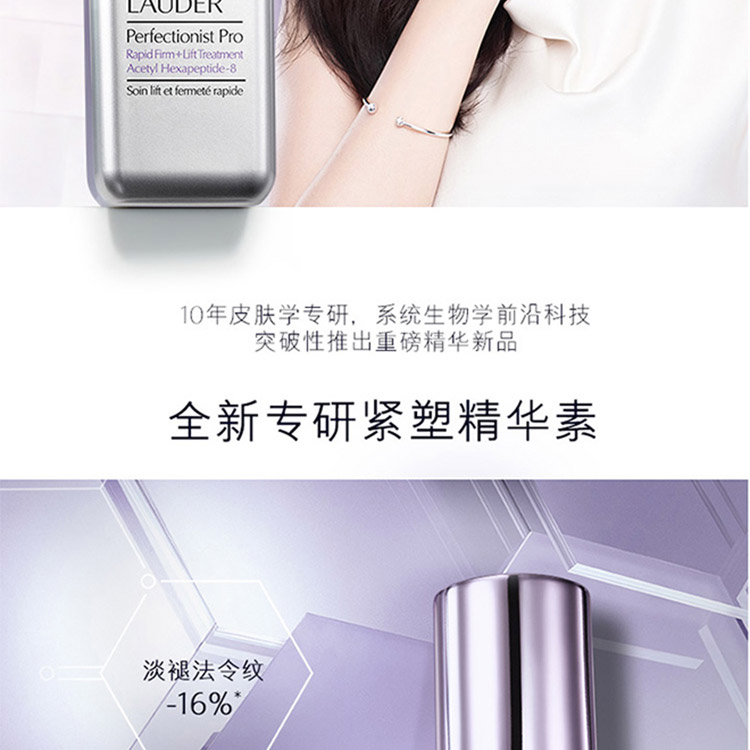 LAUDER
Perfectionist Pro
Rapid Firm+Lift Treatment
Acetyl Hexapeptide-8
Soin lift et fermeté rapide
10年皮肤学专研，系统生物学前沿科技
突破性推出重磅精华新品
全新专研紧塑精华素
淡褪法令纹
-16%*